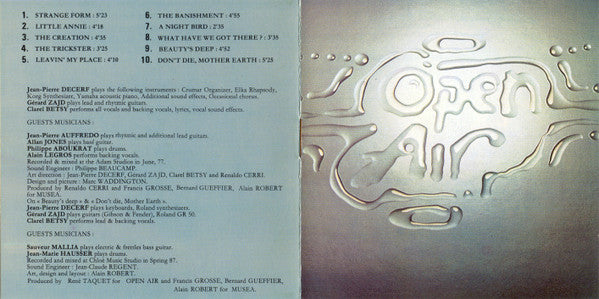 1. STRANGE FORM : 5'23
2. LITTLE ANNIE : 4'18
3. THE CREATION : 4'35
4. THE TRICKSTER : 3'25
5. LEAVIN' MY PLACE : 4'10
6. THE BANISHMENT : 4'55
7. A NIGHT BIRD : 2'35
8. WHAT HAVE WE GOT THERE ? : 3'35
9. BEAUTY'S DEEP : 4'52
10. DON'T DIE, MOTHER EARTH : 5'25
Jean-Pierre DECERF plays the following instruments : Crumar Organizer, Elka Rhapsody,
Korg Synthesizer, Yamaha acoustic piano, Additional sound effects, Occasional chorus.
Gérard ZAJD plays lead and rhythmic guitars.
Clarel BETSY performs all vocals and backing vocals, lyrics, vocal sound effects.
GUESTS MUSICIANS :
Jean-Pierre AUFFREDO plays rhythmic and additional lead guitars.
Allan JONES plays bass guitar.
Philippe ABOUKRAT plays drums.
Alain LEGROS performs backing vocals.
Recorded & mixed at the Adam Studios in June, 77.
Sound Engineer : Philippe BEAUCAMP.
Art direction : Jean-Pierre DECERF, Gérard ZAJD, Clarel BETSY and Renaldo CERRI.
Design and picture : Marc WADDINGTON.
Produced by Renaldo CERRI and Francis GROSSE, Bernard GUEFFIER, Alain ROBERT
for MUSEA.
On « Beauty's deep » & « Don't die, Mother Earth ».
Jean-Pierre DECERF plays keyboards, Roland synthetizers.
Gérard ZAJD plays guitars (Gibson & Fender), Roland GR 50.
Clarel BETSY performs lead & backing vocals.
GUESTS MUSICIANS :
Sauveur MALLIA plays electric & fretless bass guitar.
Jean-Marie HAUSSER plays drums.
Recorded and mixed at Chloé Music Studio in Spring 87.
Sound Engineer : Jean-Claude REGENT.
Art, design and layout : Alain ROBERT.
Produced by René TAQUET for OPEN AIR and Francis GROSSE, Bernard GUEFFIER,
Alain ROBERT for MUSEA.
Open
Air